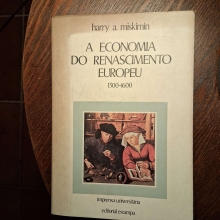 harry a. miskimin
A ECONOMIA
DO RENASCIMENTO
EUROPEU
1300-1600
imprensa universitária
editorial estampa